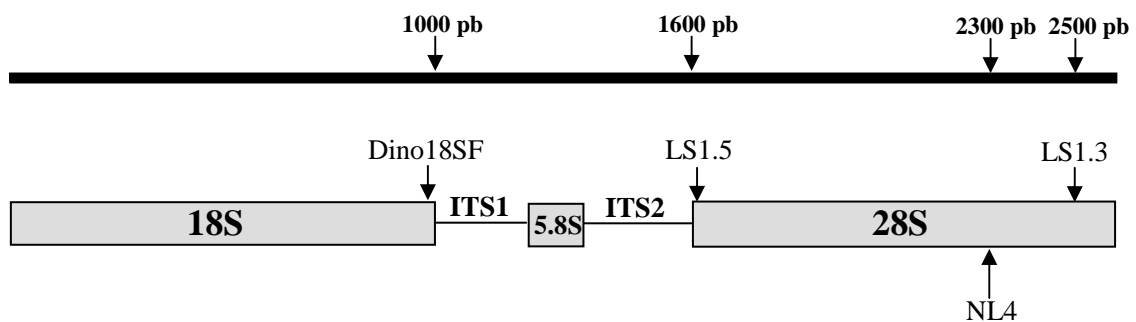 1000 pb 1600 pb 2300 pb 2500 pb
Dino18SF LS1.5 LS1.3
18S ITS1 5.8S ITS2 28S
NL4